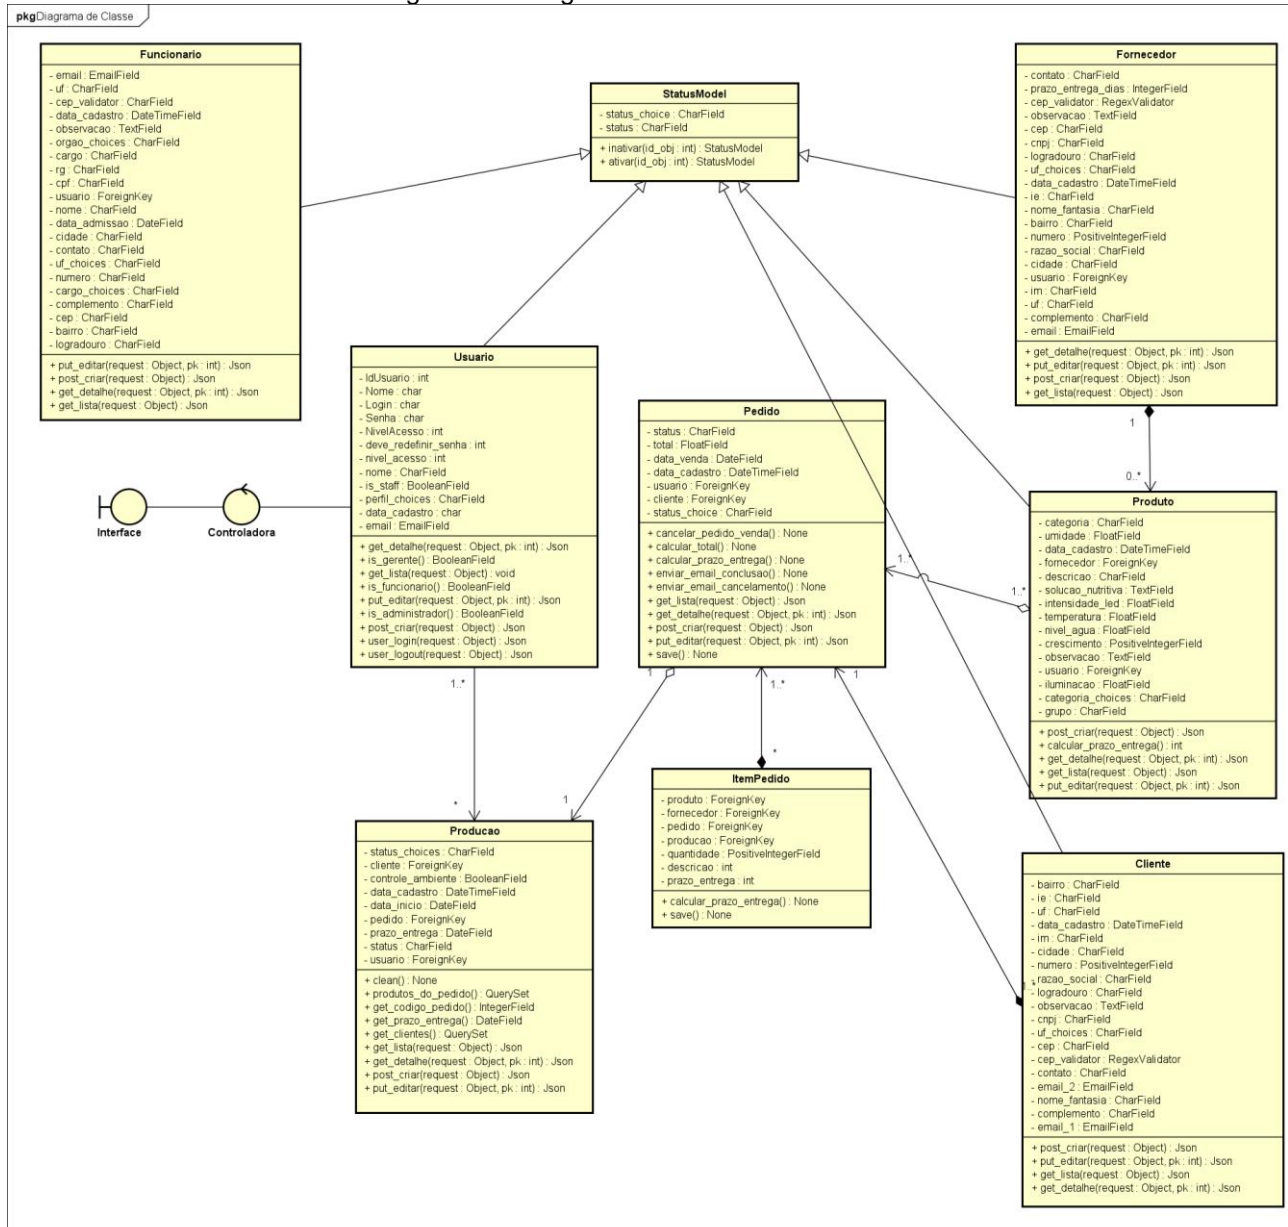 pkgDiagrama de Classe
Funcionario
- email : EmailField
- uf : CharField
- cep_validator : CharField
- data_cadastro : DateTimeField
- observacao : TextField
- orgao_choices : CharField
- cargo : CharField
- rg : CharField
- cpf : CharField
- usuario : ForeignKey
- nome : CharField
- data_admissao : DateField
- cidade : CharField
- contato : CharField
- uf_choices : CharField
- numero : CharField
- cargo_choices : CharField
- complemento : CharField
- cep : CharField
- bairro : CharField
- logradouro : CharField
+ put_editar(request : Object, pk : int) : Json
+ post_criar(request : Object) : Json
+ get_detalhe(request : Object, pk : int) : Json
+ get_lista(request : Object) : Json
StatusModel
- status_choice : CharField
- status : CharField
+ inativar(id_obj : int) : StatusModel
+ ativar(id_obj : int) : StatusModel
Fornecedor
- contato : CharField
- prazo_entrega_dias : IntegerField
- cep_validator : RegexValidator
- observacao : TextField
- cep : CharField
- cnpj : CharField
- logradouro : CharField
- uf_choices : CharField
- data_cadastro : DateTimeField
- ie : CharField
- nome_fantasia : CharField
- bairro : CharField
- numero : PositiveIntegerField
- razao_social : CharField
- cidade : CharField
- usuario : ForeignKey
- im : CharField
- uf : CharField
- complemento : CharField
- email : EmailField
+ get_detalhe(request : Object, pk : int) : Json
+ put_editar(request : Object, pk : int) : Json
+ post_criar(request : Object) : Json
+ get_lista(request : Object) : Json
1
0..*
Interface
Controladora
Usuario
- IdUsuario : int
- Nome : char
- Login : char
- Senha : char
- NivelAcesso : int
- deve_redefinir_senha : int
- nivel_acesso : int
- nome : CharField
- is_staff : BooleanField
- perfil_choices : CharField
- data_cadastro : char
- email : EmailField
+ get_detalhe(request : Object, pk : int) : Json
+ is_gerente() : BooleanField
+ get_lista(request : Object) : void
+ is_funcionario() : BooleanField
+ put_editar(request : Object, pk : int) : Json
+ is_administrador() : BooleanField
+ post_criar(request : Object) : Json
+ user_login(request : Object) : Json
+ user_logout(request : Object) : Json
1..*
*
Pedido
- status : CharField
- total : FloatField
- data_venda : DateField
- data_cadastro : DateTimeField
- usuario : ForeignKey
- cliente : ForeignKey
- status_choice : CharField
+ cancelar_pedido_venda() : None
+ calcular_total() : None
+ calcular_prazo_entrega() : None
+ enviar_email_conclusao() : None
+ enviar_email_cancelamento() : None
+ get_lista(request : Object) : Json
+ get_detalhe(request : Object, pk : int) : Json
+ post_criar(request : Object) : Json
+ put_editar(request : Object, pk : int) : Json
+ save() : None
1..*
1..*
1
1..*
1
1
*
Produto
- categoria : CharField
- umidade : FloatField
- data_cadastro : DateTimeField
- fornecedor : ForeignKey
- descricao : CharField
- solucao_nutritiva : TextField
- intensidade_led : FloatField
- temperatura : FloatField
- nivel_agua : FloatField
- crescimento : PositiveIntegerField
- observacao : TextField
- usuario : ForeignKey
- iluminacao : FloatField
- categoria_choices : CharField
- grupo : CharField
+ post_criar(request : Object) : Json
+ calcular_prazo_entrega() : int
+ get_detalhe(request : Object, pk : int) : Json
+ get_lista(request : Object) : Json
+ put_editar(request : Object, pk : int) : Json
ItemPedido
- produto : ForeignKey
- fornecedor : ForeignKey
- pedido : ForeignKey
- producao : ForeignKey
- quantidade : PositiveIntegerField
- descricao : int
- prazo_entrega : int
+ calcular_prazo_entrega() : None
+ save() : None
Producao
- status_choices : CharField
- cliente : ForeignKey
- controle_ambiente : BooleanField
- data_cadastro : DateTimeField
- data_inicio : DateField
- pedido : ForeignKey
- prazo_entrega : DateField
- status : CharField
- usuario : ForeignKey
+ clean() : None
+ produtos_do_pedido() : QuerySet
+ get_codigo_pedido() : IntegerField
+ get_prazo_entrega() : DateField
+ get_clientes() : QuerySet
+ get_lista(request : Object) : Json
+ get_detalhe(request : Object, pk : int) : Json
+ post_criar(request : Object) : Json
+ put_editar(request : Object, pk : int) : Json
Cliente
- bairro : CharField
- ie : CharField
- uf : CharField
- data_cadastro : DateTimeField
- im : CharField
- cidade : CharField
- numero : PositiveIntegerField
- razao_social : CharField
- logradouro : CharField
- observacao : TextField
- cnpj : CharField
- uf_choices : CharField
- cep : CharField
- cep_validator : RegexValidator
- contato : CharField
- email_2 : EmailField
- nome_fantasia : CharField
- complemento : CharField
- email_1 : EmailField
+ post_criar(request : Object) : Json
+ put_editar(request : Object, pk : int) : Json
+ get_lista(request : Object) : Json
+ get_detalhe(request : Object, pk : int) : Json